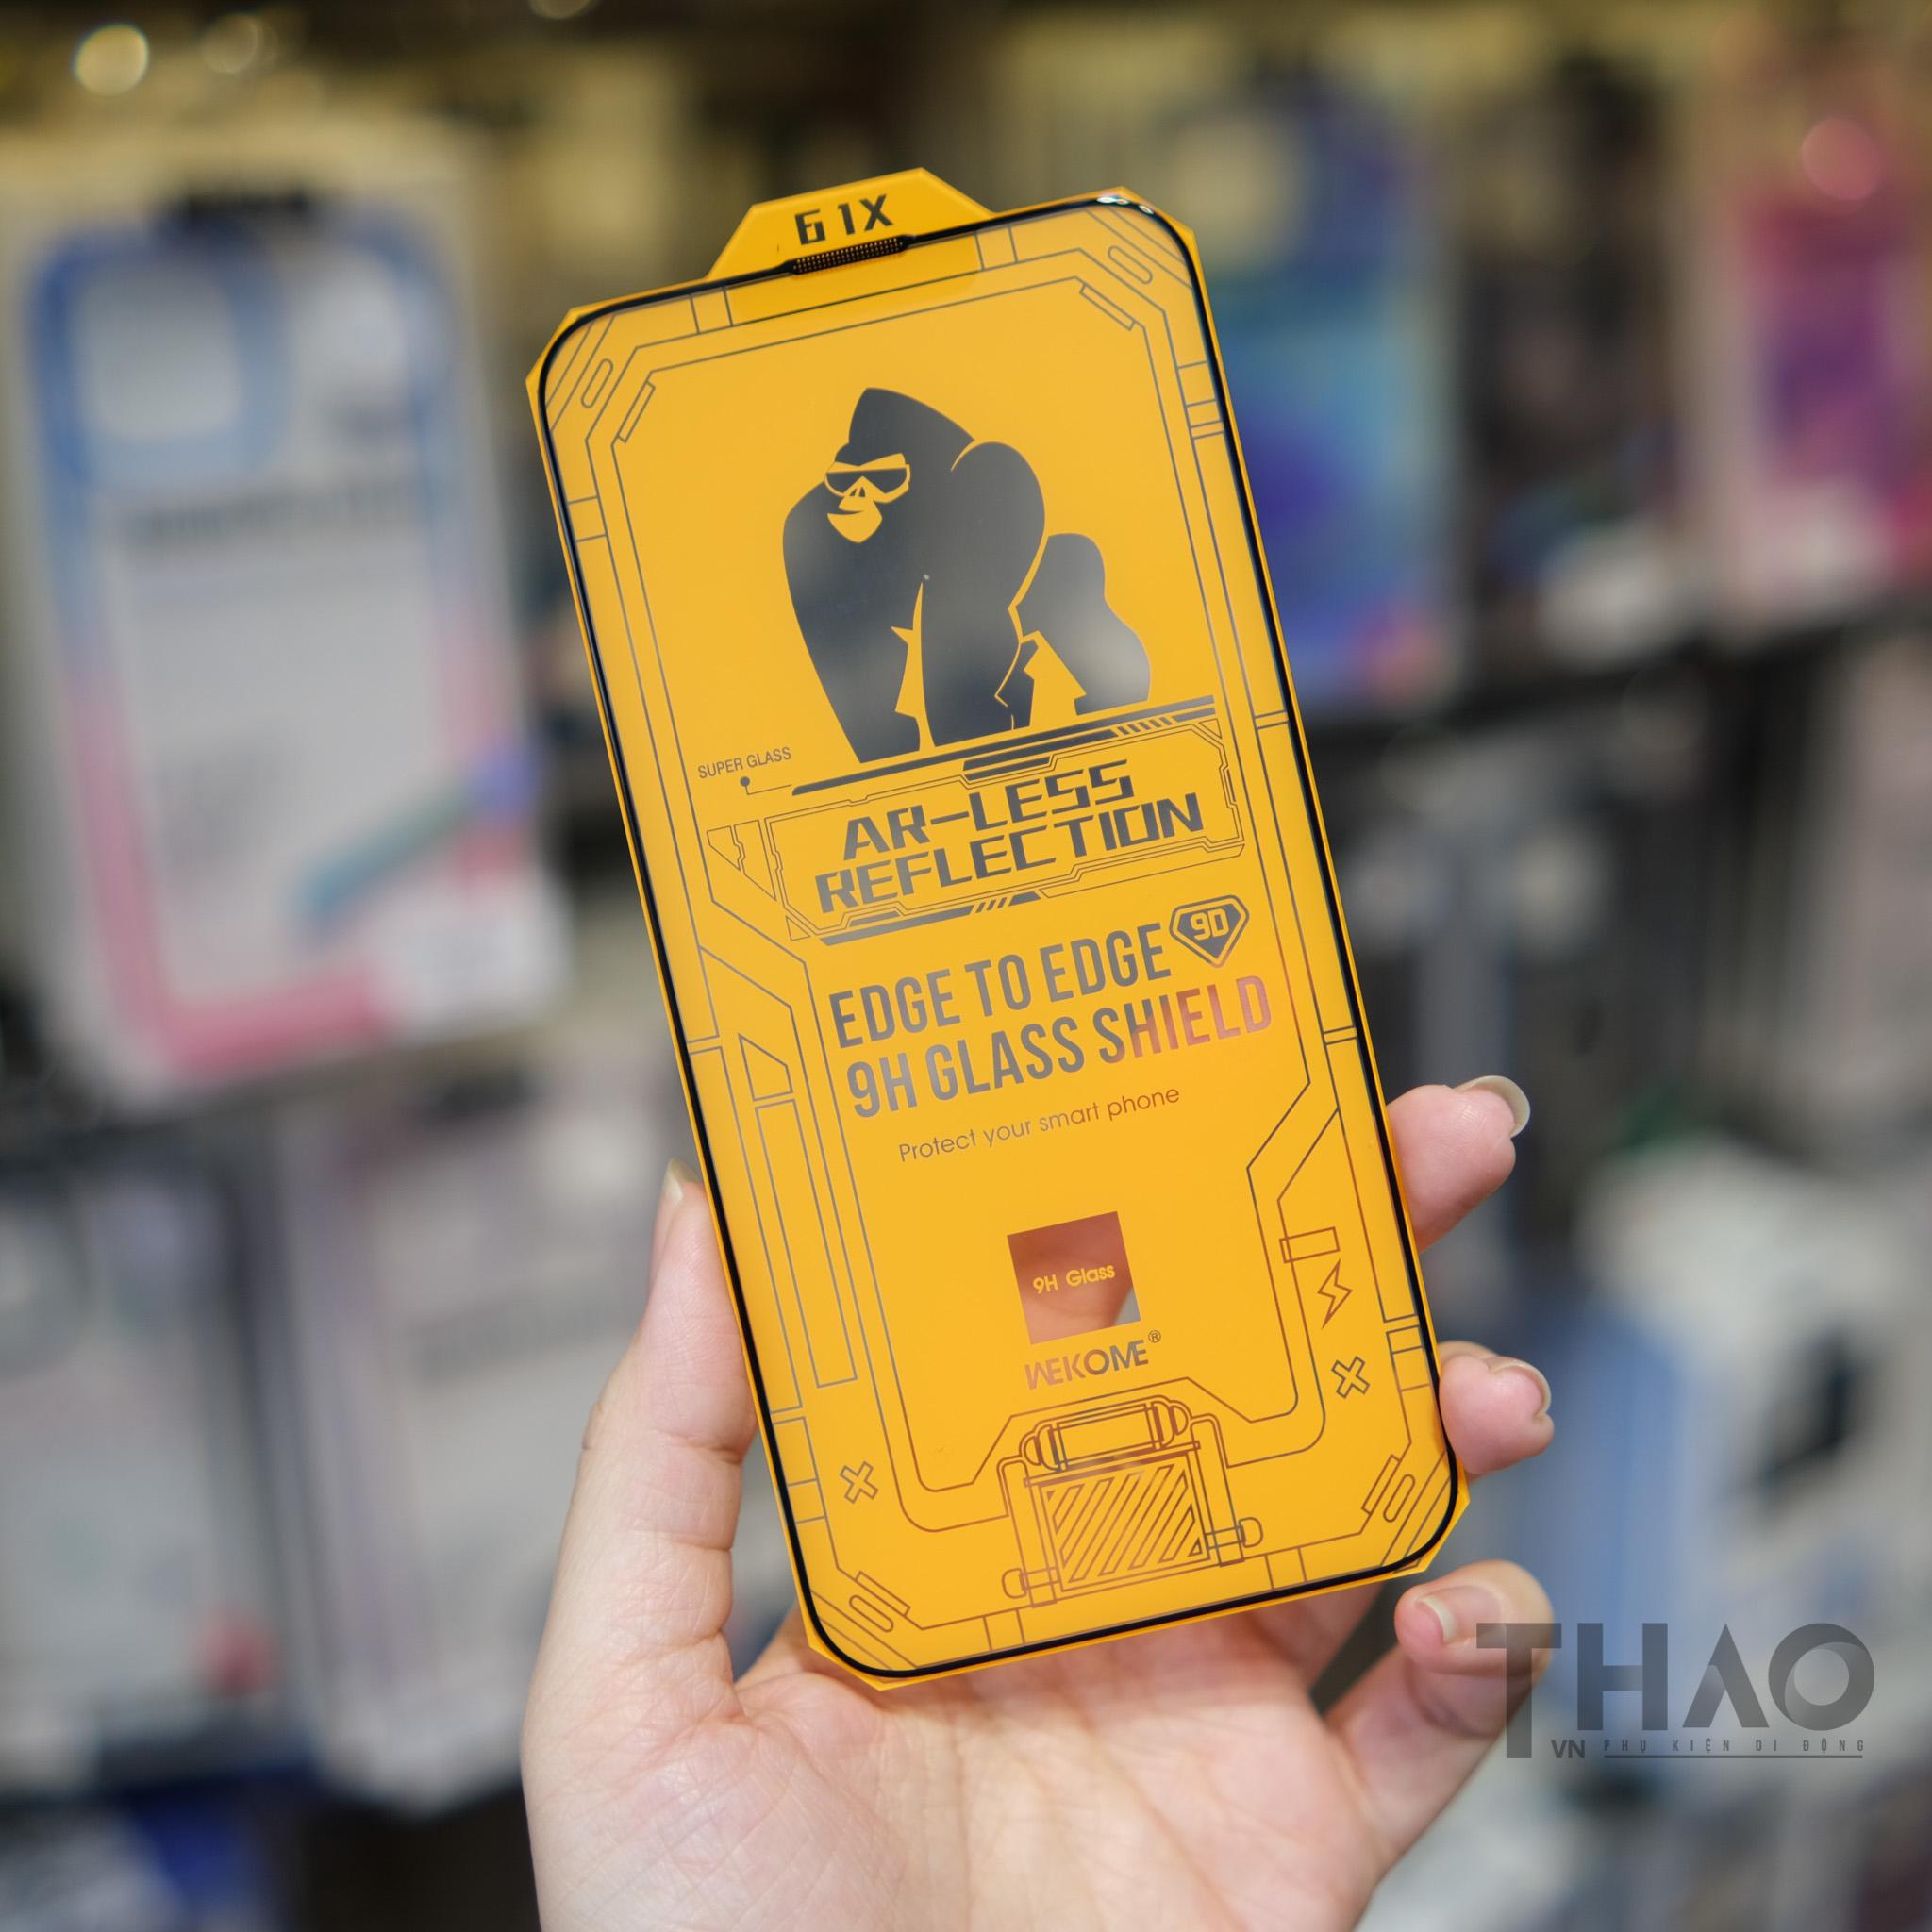 61X
SUPER GLASS
AR-LESS
REFLECTION
EDGE TO EDGE 9D
9H GLASS SHIELD
Protect your smart phone
9H Glass
WEKOME®
THAO
VN PHỤ KIỆN DI ĐỘNG